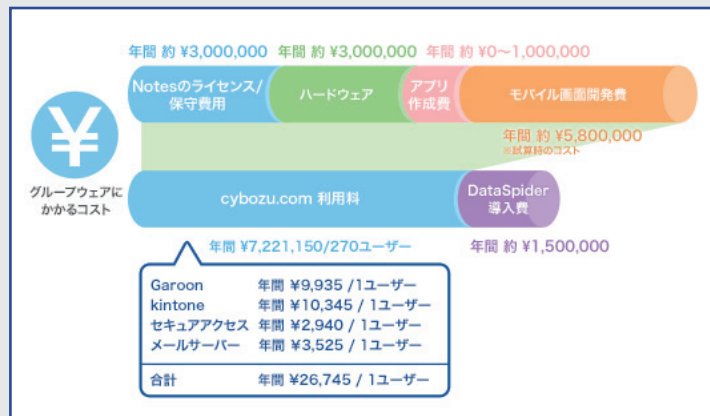 年間 約 ¥3,000,000 年間 約 ¥3,000,000 年間 約 ¥0〜1,000,000
Notesのライセンス/
保守費用
ハードウェア
アプリ
作成費
モバイル画面開発費
¥
年間 約 ¥5,800,000
※試算時のコスト
グループウェアに
かかるコスト
cybozu.com 利用料
DataSpider
導入費
年間 ¥7,221,150/270ユーザー
年間 約 ¥1,500,000
Garoon 年間 ¥9,935 /1ユーザー
kintone 年間 ¥10,345 / 1ユーザー
セキュアアクセス 年間 ¥2,940 / 1ユーザー
メールサーバー 年間 ¥3,525 / 1ユーザー
合計 年間 ¥26,745 / 1ユーザー